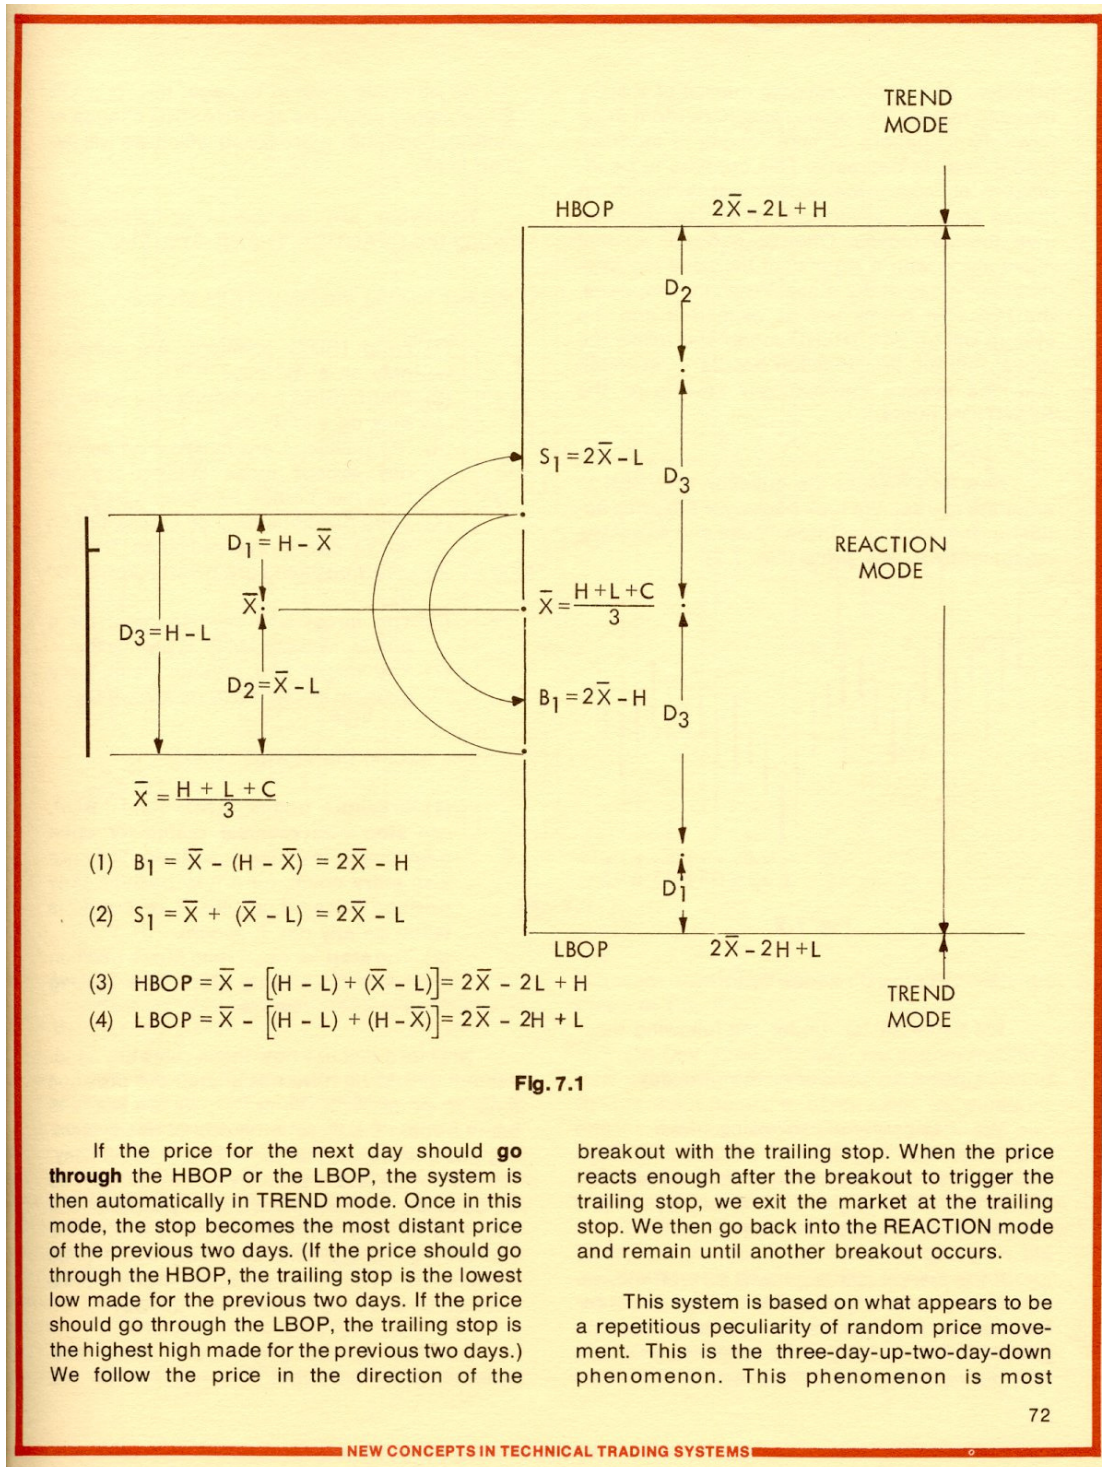 TREND
MODE
HBOP 2X̄ - 2L + H
D2
S1 = 2X̄ - L
D3
D1 = H - X̄
REACTION
MODE
X̄
X̄ = H + L + C / 3
D3 = H - L
D2 = X̄ - L
B1 = 2X̄ - H
D3
X̄ = H + L + C / 3
(1) B1 = X̄ - (H - X̄) = 2X̄ - H
D1
(2) S1 = X̄ + (X̄ - L) = 2X̄ - L
LBOP 2X̄ - 2H + L
(3) HBOP = X̄ - [(H - L) + (X̄ - L)] = 2X̄ - 2L + H
TREND
MODE
(4) LBOP = X̄ - [(H - L) + (H - X̄)] = 2X̄ - 2H + L
Fig. 7.1
If the price for the next day should go
through the HBOP or the LBOP, the system is
then automatically in TREND mode. Once in this
mode, the stop becomes the most distant price
of the previous two days. (If the price should go
through the HBOP, the trailing stop is the lowest
low made for the previous two days. If the price
should go through the LBOP, the trailing stop is
the highest high made for the previous two days.)
We follow the price in the direction of the
breakout with the trailing stop. When the price
reacts enough after the breakout to trigger the
trailing stop, we exit the market at the trailing
stop. We then go back into the REACTION mode
and remain until another breakout occurs.
This system is based on what appears to be
a repetitious peculiarity of random price move-
ment. This is the three-day-up-two-day-down
phenomenon. This phenomenon is most
72
NEW CONCEPTS IN TECHNICAL TRADING SYSTEMS